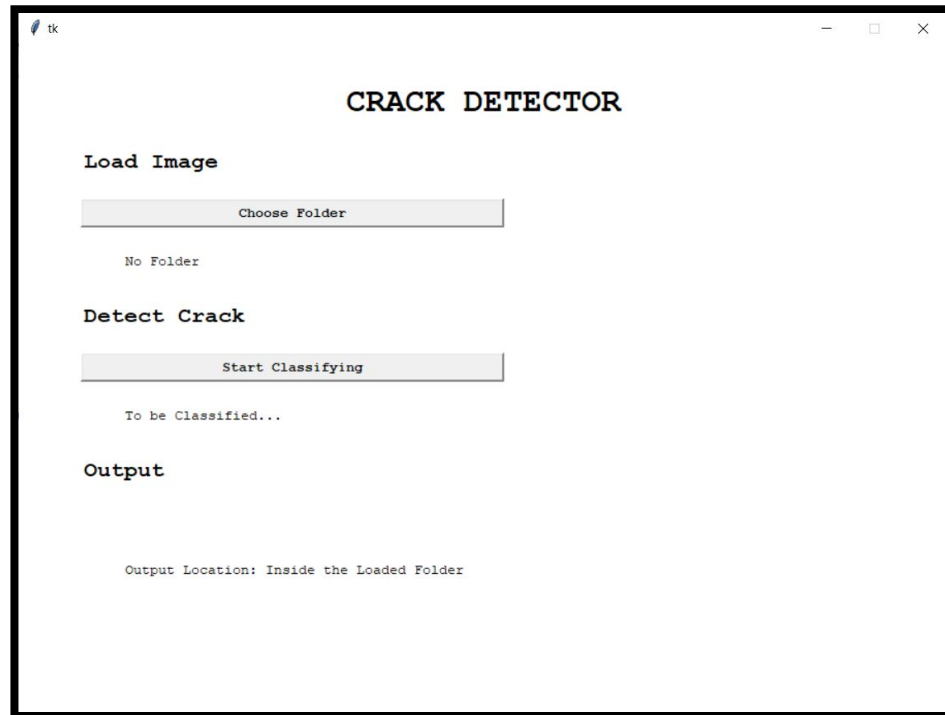 tk
CRACK DETECTOR
Load Image
Choose Folder
No Folder
Detect Crack
Start Classifying
To be Classified...
Output
Output Location: Inside the Loaded Folder